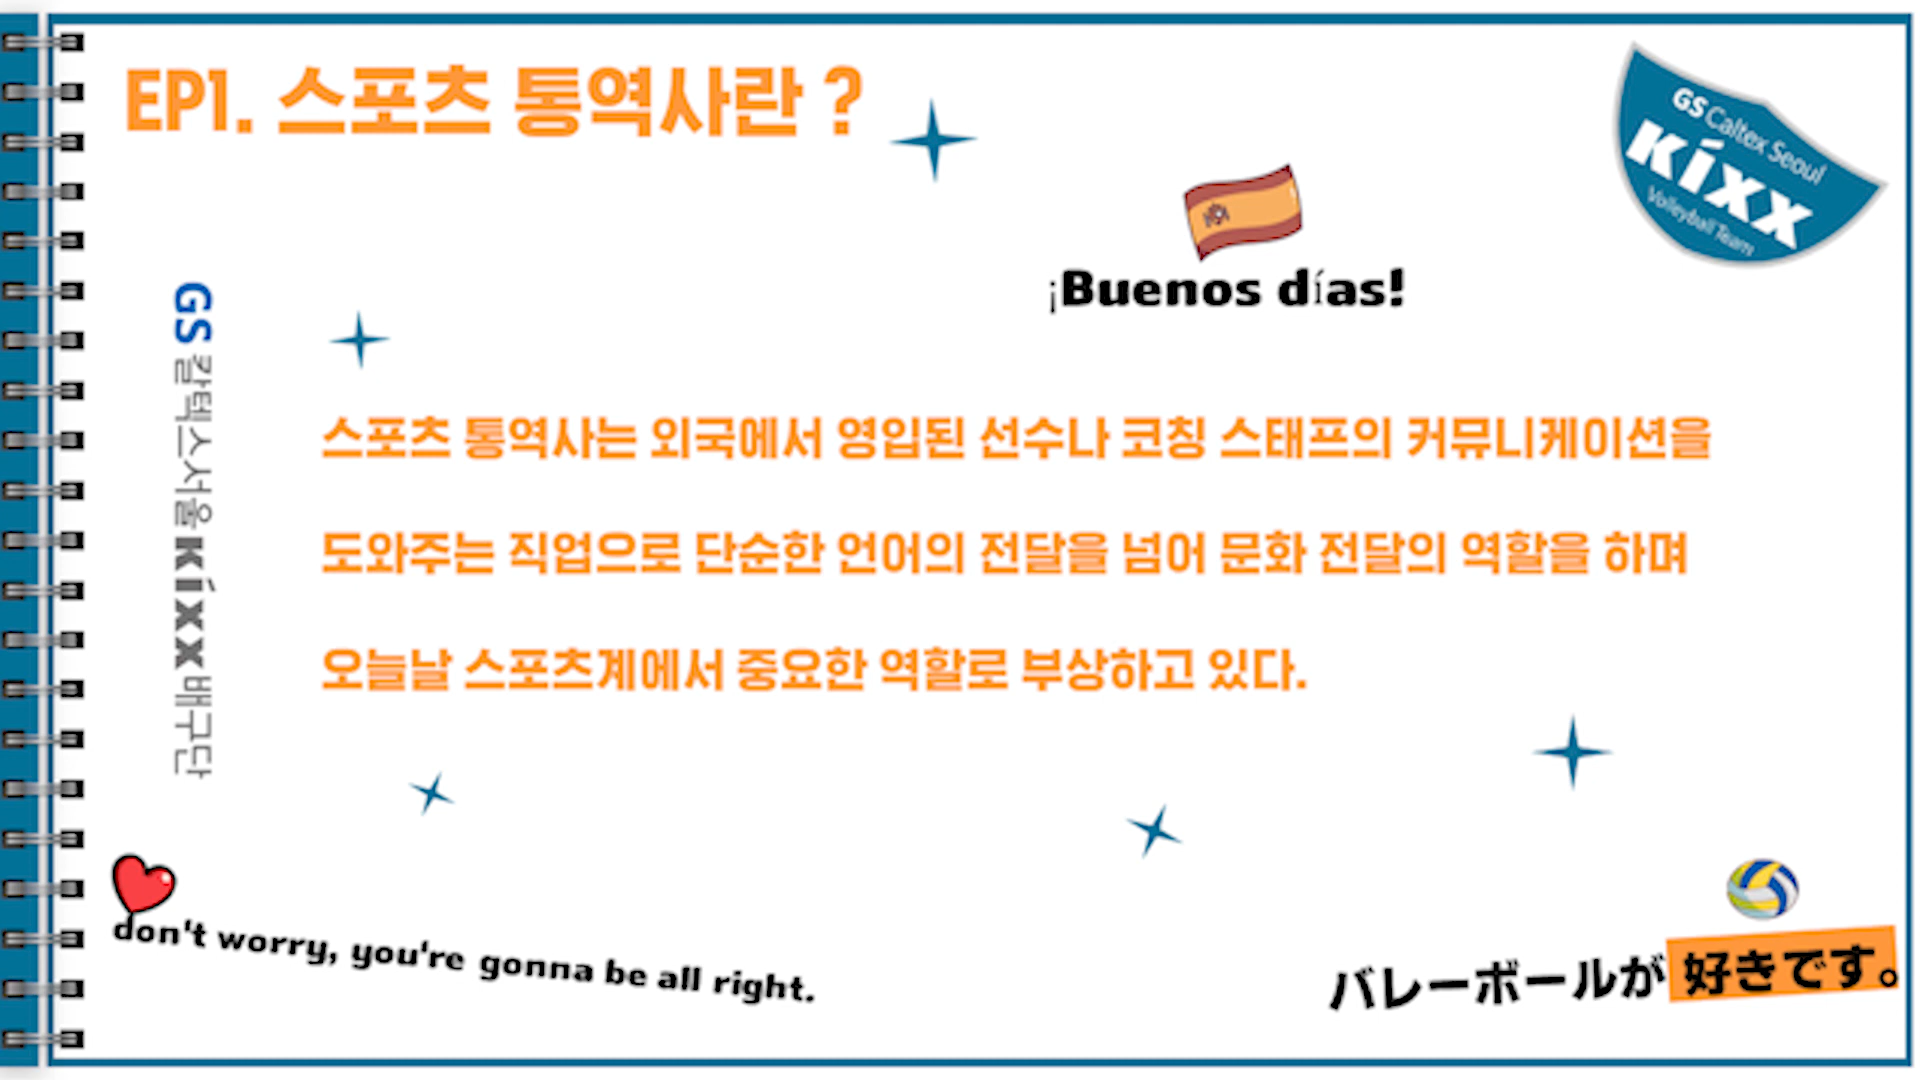 EP1. 스포츠 통역사란 ?
GS Caltex Seoul
kíxx
Volleyball Team
¡Buenos días!
GS 칼텍스서울 kíxx 배구단
스포츠 통역사는 외국에서 영입된 선수나 코칭 스태프의 커뮤니케이션을
도와주는 직업으로 단순한 언어의 전달을 넘어 문화 전달의 역할을 하며
오늘날 스포츠계에서 중요한 역할로 부상하고 있다.
don't worry, you're gonna be all right.
バレーボールが 好きです。